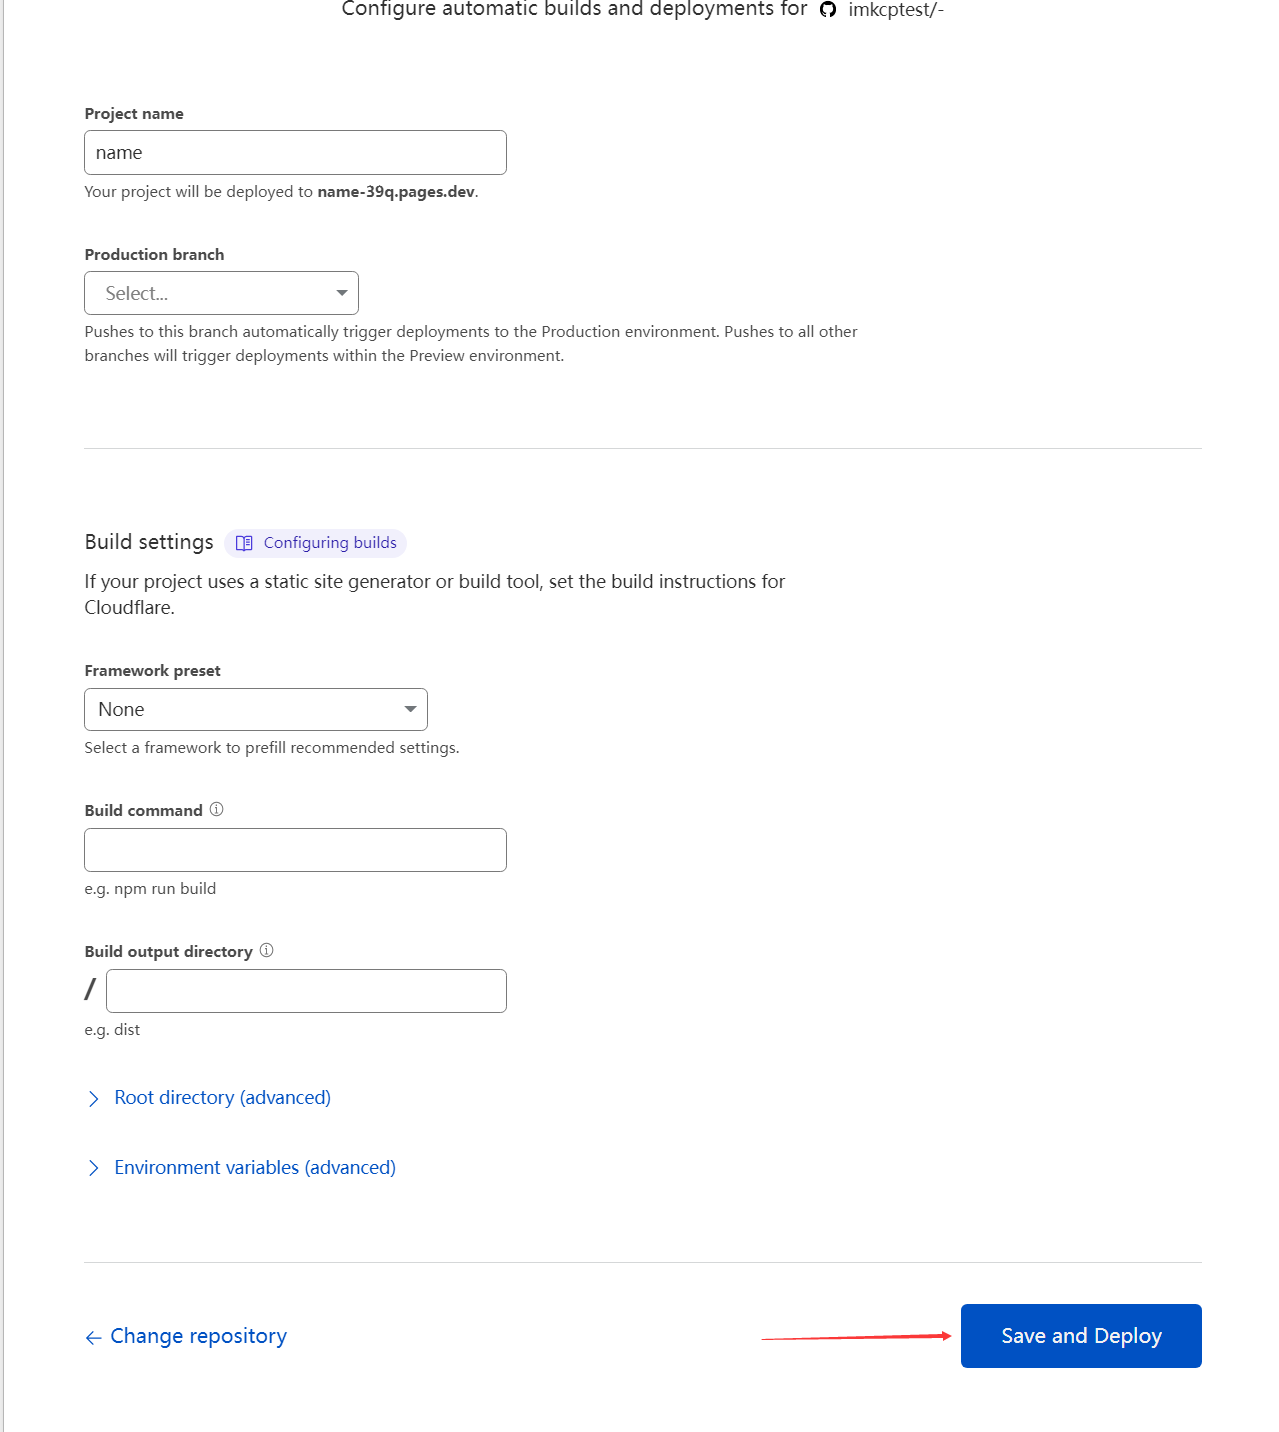 Configure automatic builds and deployments for imkcptest/-
Project name
name
Your project will be deployed to name-39q.pages.dev.
Production branch
Select...
Pushes to this branch automatically trigger deployments to the Production environment. Pushes to all other
branches will trigger deployments within the Preview environment.
Build settings Configuring builds
If your project uses a static site generator or build tool, set the build instructions for
Cloudflare.
Framework preset
None
Select a framework to prefill recommended settings.
Build command
e.g. npm run build
Build output directory
/
e.g. dist
Root directory (advanced)
Environment variables (advanced)
← Change repository Save and Deploy